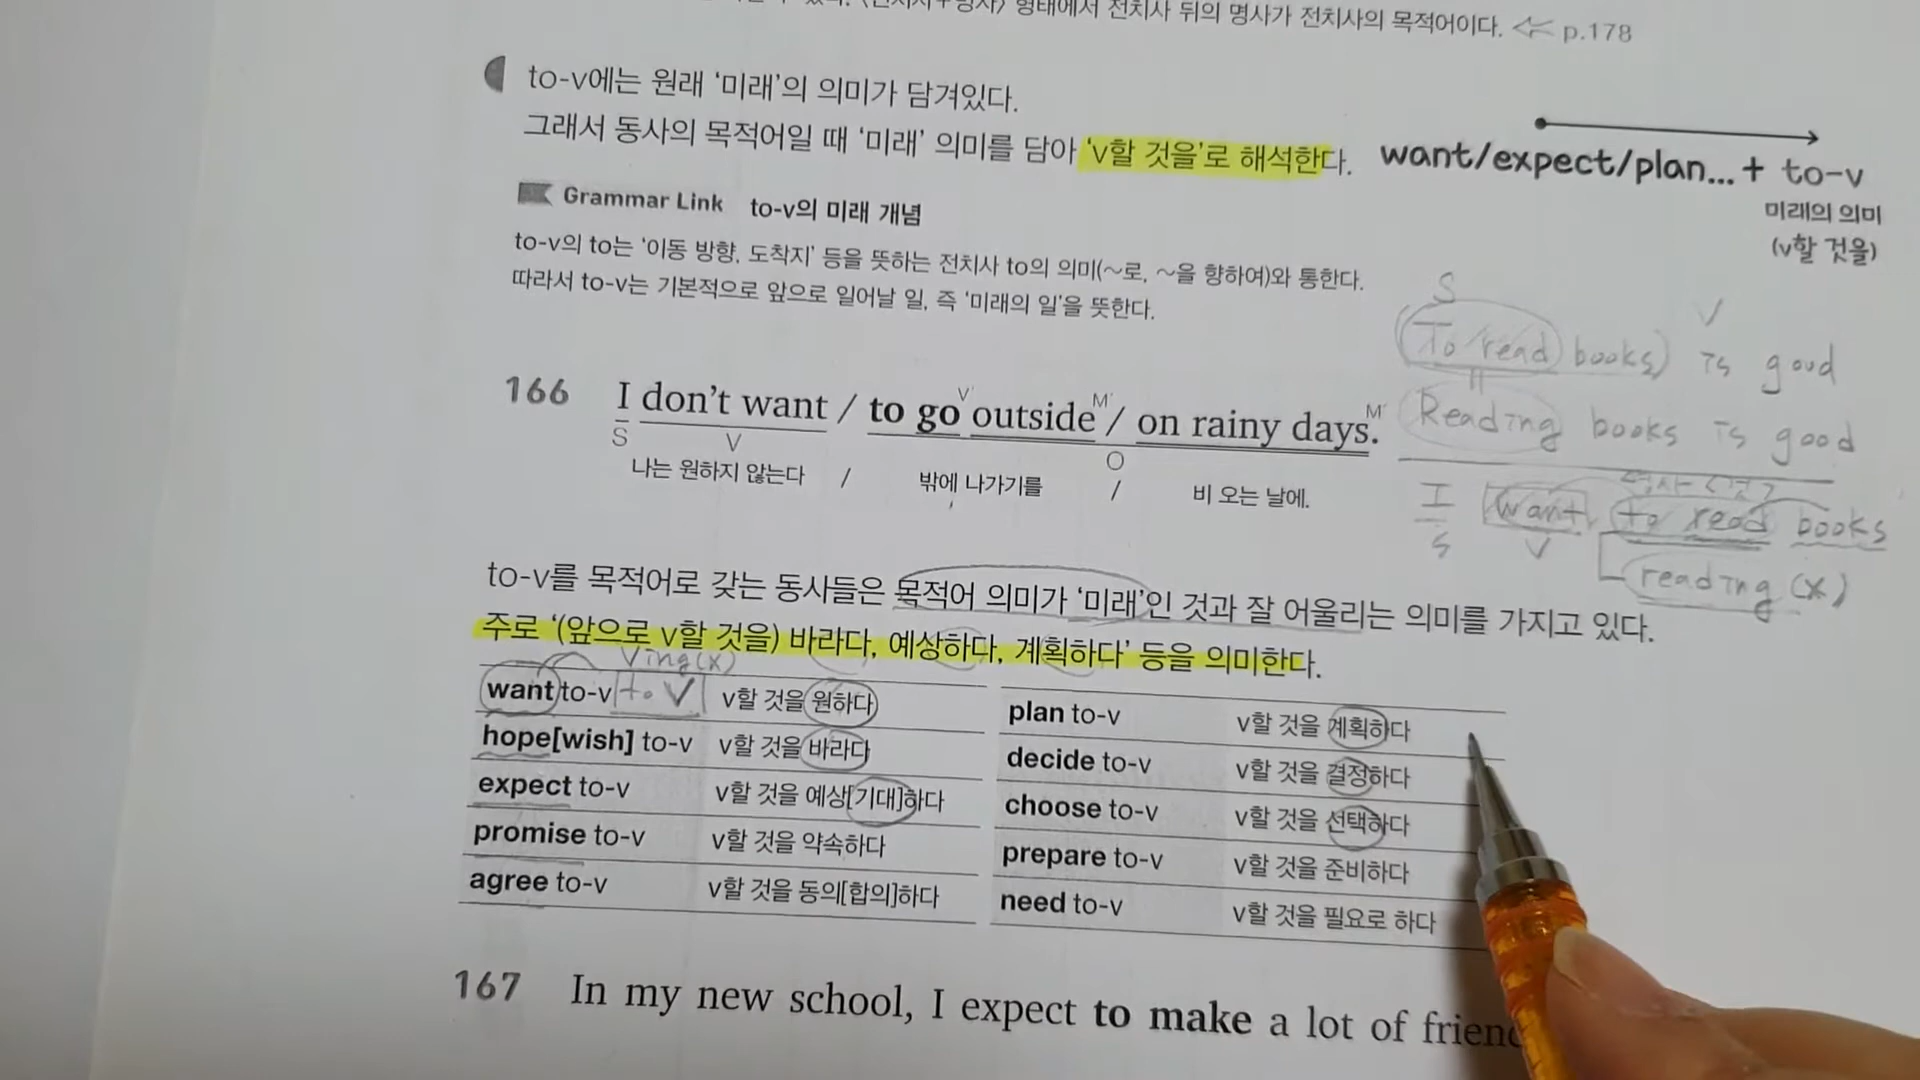 형태에서 전치사 뒤의 명사가 전치사의 목적어이다. p.178
to-v에는 원래 ‘미래’의 의미가 담겨있다.
그래서 동사의 목적어일 때 ‘미래’ 의미를 담아 ‘v할 것을’로 해석한다.
want/expect/plan... + to-v
미래의 의미
(v할 것을)
Grammar Link to-v의 미래 개념
to-v의 to는 ‘이동 방향, 도착지’ 등을 뜻하는 전치사 to의 의미(~로, ~을 향하여)와 통한다.
따라서 to-v는 기본적으로 앞으로 일어날 일, 즉 ‘미래의 일’을 뜻한다.
S V
(To read books) is good
Reading books is good
166 I don’t want / to go outside / on rainy days.
V' M' M'
S V O
나는 원하지 않는다 / 밖에 나가기를 / 비 오는 날에.
I want to read books
S V
reading (x)
to-v를 목적어로 갖는 동사들은 목적어 의미가 ‘미래’인 것과 잘 어울리는 의미를 가지고 있다.
주로 ‘(앞으로 v할 것을) 바라다, 예상하다, 계획하다’ 등을 의미한다.
Ving(x)
want to-v to V v할 것을 원하다
hope[wish] to-v v할 것을 바라다
expect to-v v할 것을 예상[기대]하다
promise to-v v할 것을 약속하다
agree to-v v할 것을 동의[합의]하다
plan to-v v할 것을 계획하다
decide to-v v할 것을 결정하다
choose to-v v할 것을 선택하다
prepare to-v v할 것을 준비하다
need to-v v할 것을 필요로 하다
167 In my new school, I expect to make a lot of